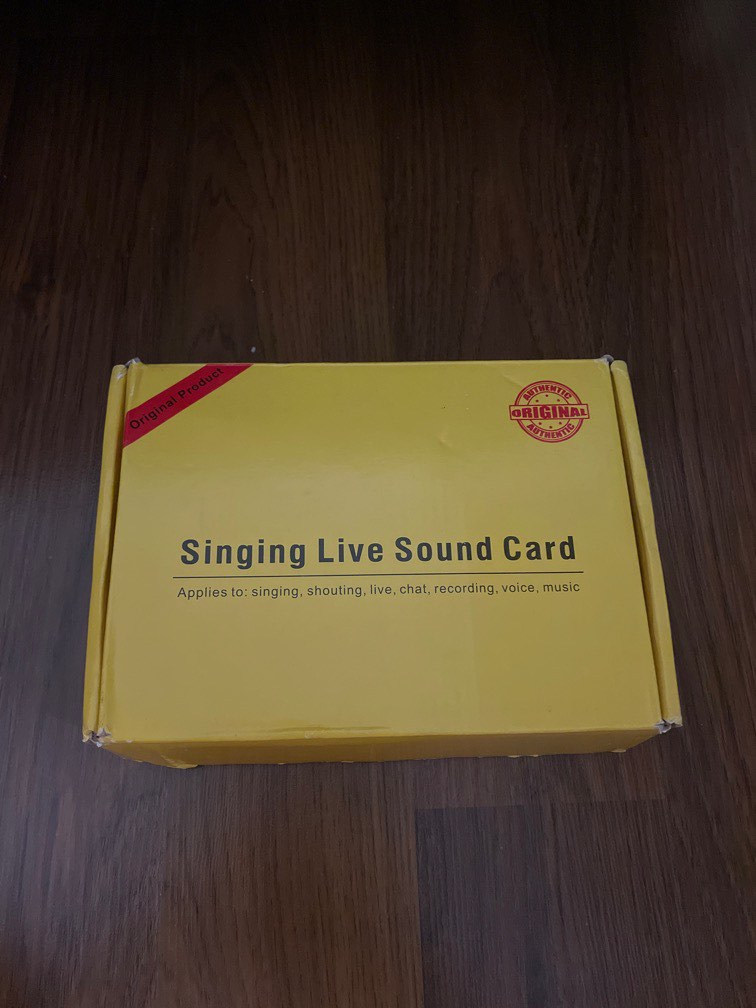 Original Product
AUTHENTIC
ORIGINAL
AUTHENTIC
Singing Live Sound Card
Applies to: singing, shouting, live, chat, recording, voice, music